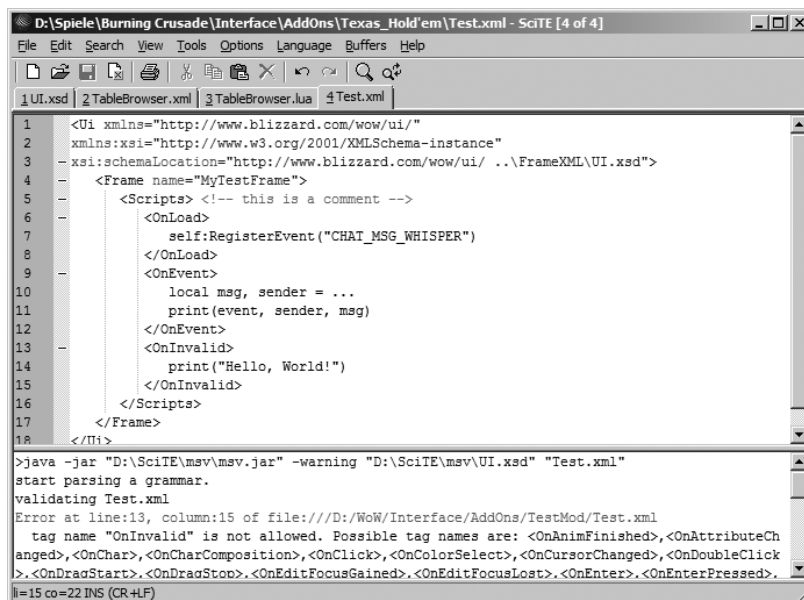 D:\Spiele\Burning Crusade\Interface\AddOns\Texas_Hold'em\Test.xml - SciTE [4 of 4]
File Edit Search View Tools Options Language Buffers Help
1 UI.xsd 2 TableBrowser.xml 3 TableBrowser.lua 4 Test.xml
1 <Ui xmlns="http://www.blizzard.com/wow/ui/"
2 xmlns:xsi="http://www.w3.org/2001/XMLSchema-instance"
3 xsi:schemaLocation="http://www.blizzard.com/wow/ui/ ..\FrameXML\UI.xsd">
4 <Frame name="MyTestFrame">
5 <Scripts> <!-- this is a comment -->
6 <OnLoad>
7 self:RegisterEvent("CHAT_MSG_WHISPER")
8 </OnLoad>
9 <OnEvent>
10 local msg, sender = ...
11 print(event, sender, msg)
12 </OnEvent>
13 <OnInvalid>
14 print("Hello, World!")
15 </OnInvalid>
16 </Scripts>
17 </Frame>
18 </Ui>
>java -jar "D:\SciTE\msv\msv.jar" -warning "D:\SciTE\msv\UI.xsd" "Test.xml"
start parsing a grammar.
validating Test.xml
Error at line:13, column:15 of file:///D:/WoW/Interface/AddOns/TestMod/Test.xml
tag name "OnInvalid" is not allowed. Possible tag names are: <OnAnimFinished>,<OnAttributeCh
anged>,<OnChar>,<OnCharComposition>,<OnClick>,<OnColorSelect>,<OnCursorChanged>,<OnDoubleClick
>,<OnDragStart>,<OnDragStop>,<OnEditFocusGained>,<OnEditFocusLost>,<OnEnter>,<OnEnterPressed>,
li=15 co=22 INS (CR+LF)